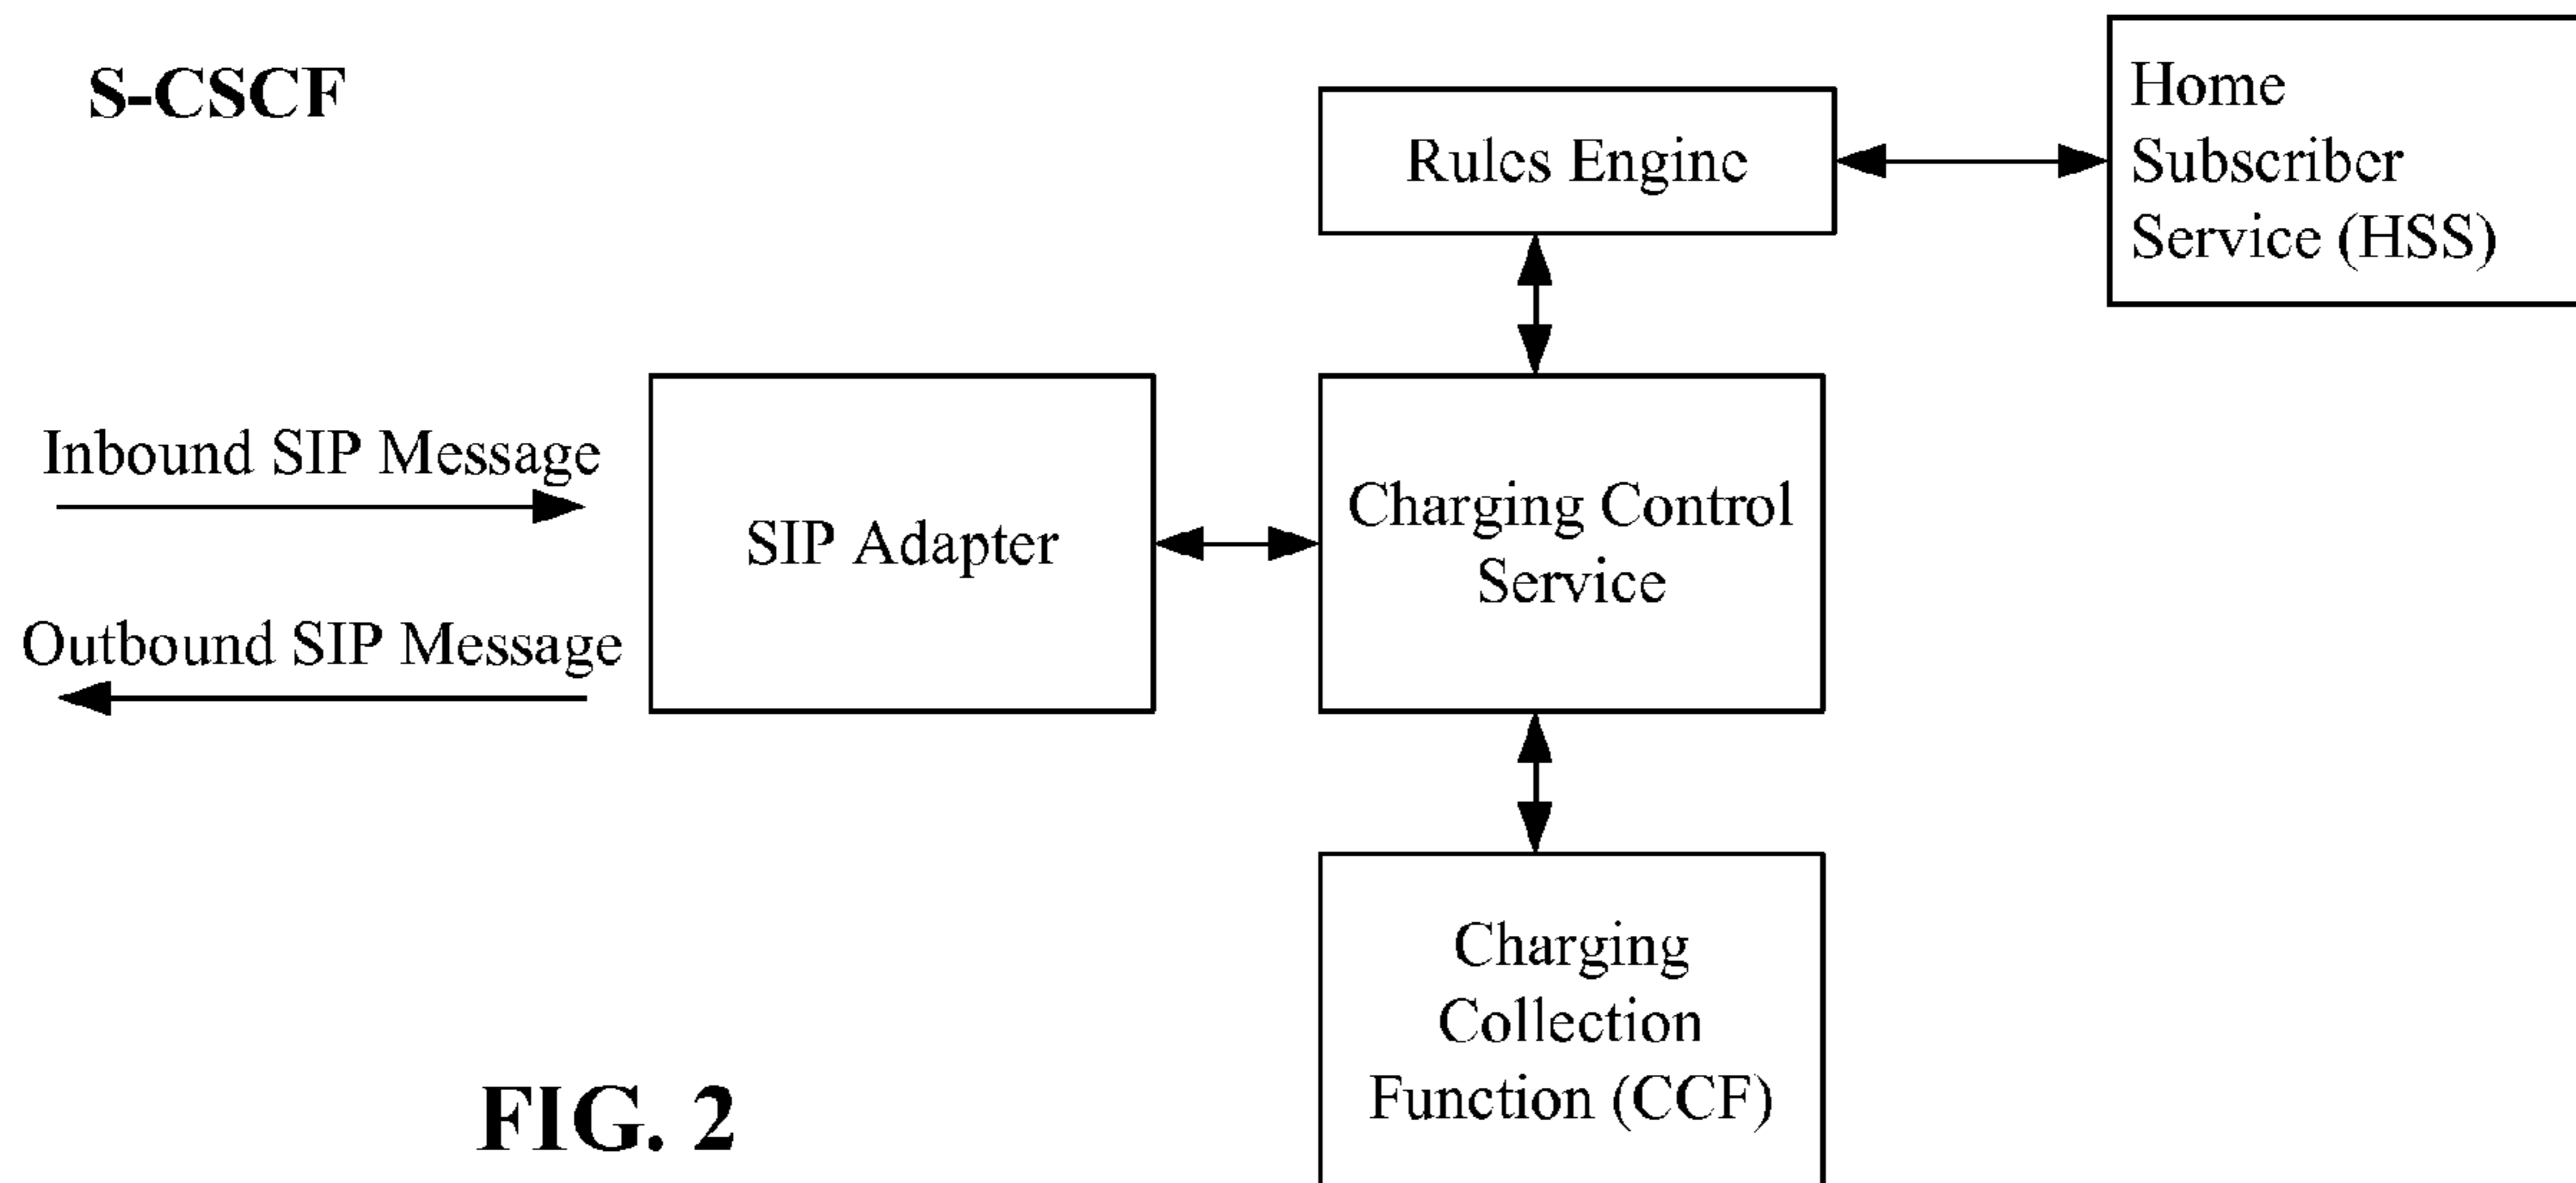 S-CSCF
Home
Subscriber
Service (HSS)
Rules Engine
Inbound SIP Message
SIP Adapter
Charging Control
Service
Outbound SIP Message
Charging
Collection
Function (CCF)
FIG. 2